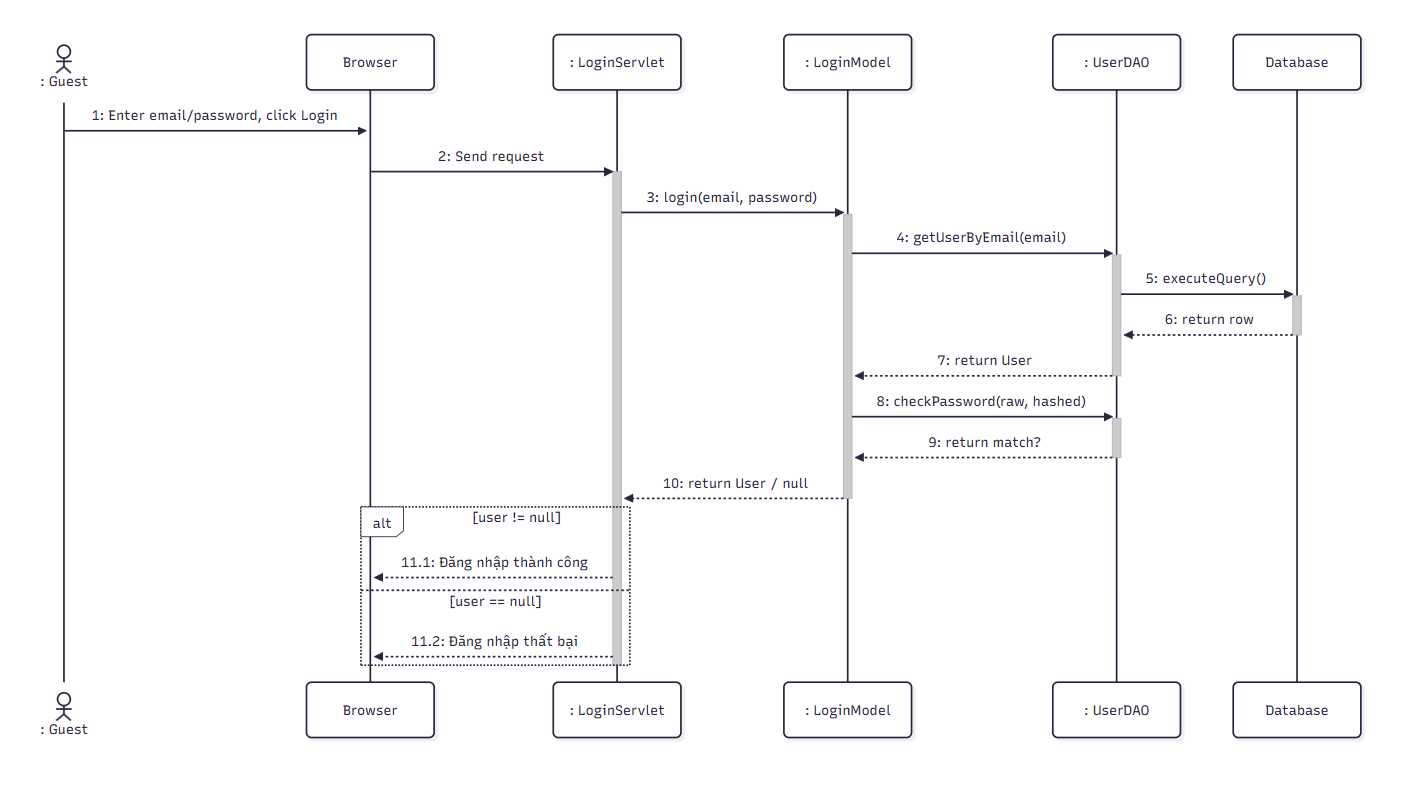 : Guest
Browser
: LoginServlet
: LoginModel
: UserDAO
Database
1: Enter email/password, click Login
2: Send request
3: login(email, password)
4: getUserByEmail(email)
5: executeQuery()
6: return row
7: return User
8: checkPassword(raw, hashed)
9: return match?
10: return User / null
alt
[user != null]
11.1: Đăng nhập thành công
[user == null]
11.2: Đăng nhập thất bại
: Guest
Browser
: LoginServlet
: LoginModel
: UserDAO
Database